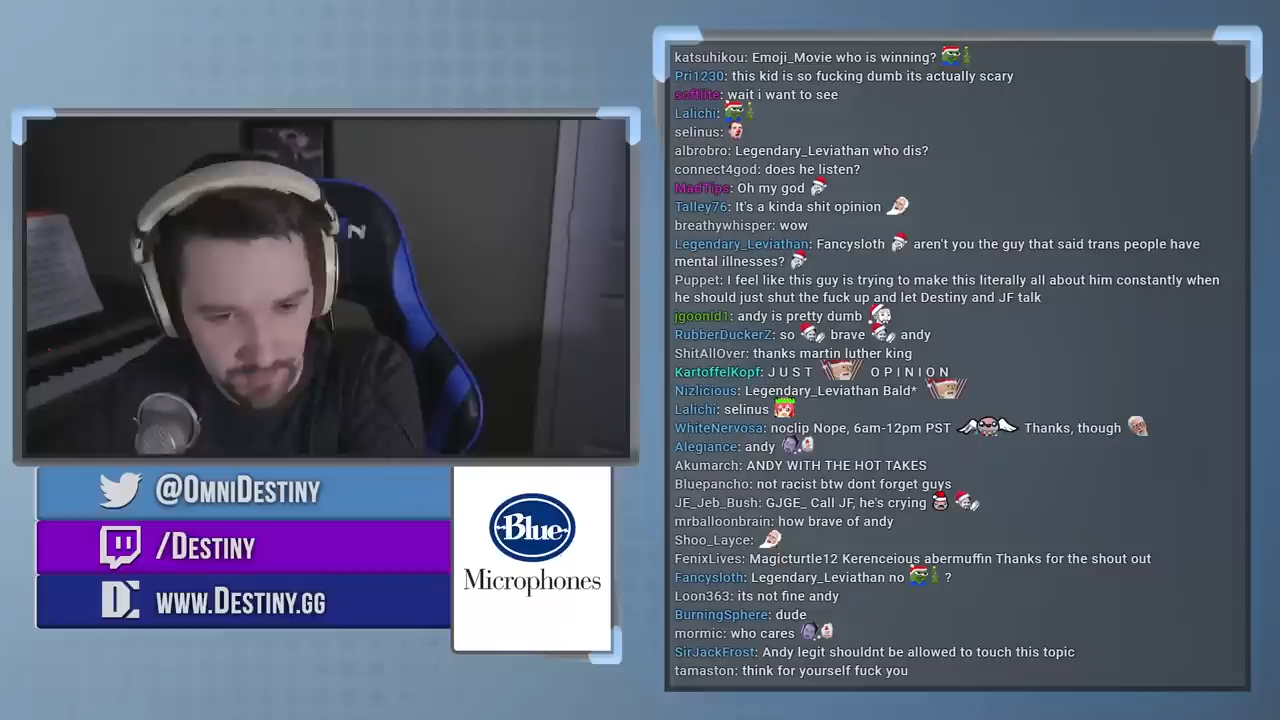 @OmniDestiny
/Destiny
www.Destiny.gg
Blue
Microphones
N
katsuhikou: Emoji_Movie who is winning?
Pri1230: this kid is so fucking dumb its actually scary
softlite: wait i want to see
Lalichi:
selinus:
albrobro: Legendary_Leviathan who dis?
connect4god: does he listen?
MadTips: Oh my god
Talley76: It's a kinda shit opinion
breathywhisper: wow
Legendary_Leviathan: Fancysloth aren't you the guy that said trans people have
mental illnesses?
Puppet: I feel like this guy is trying to make this literally all about him constantly when
he should just shut the fuck up and let Destiny and JF talk
jgoonld1: andy is pretty dumb
RubberDuckerZ: so brave andy
ShitAllOver: thanks martin luther king
KartoffelKopf: J U S T O P I N I O N
Nizlicious: Legendary_Leviathan Bald*
Lalichi: selinus
WhiteNervosa: noclip Nope, 6am-12pm PST Thanks, though
Alegiance: andy
Akumarch: ANDY WITH THE HOT TAKES
Bluepancho: not racist btw dont forget guys
JE_Jeb_Bush: GJGE_ Call JF, he's crying
mrballoonbrain: how brave of andy
Shoo_Layce:
FenixLives: Magicturtle12 Kerenceious abermuffin Thanks for the shout out
Fancysloth: Legendary_Leviathan no ?
Loon363: its not fine andy
BurningSphere: dude
mormic: who cares
SirJackFrost: Andy legit shouldnt be allowed to touch this topic
tamaston: think for yourself fuck you